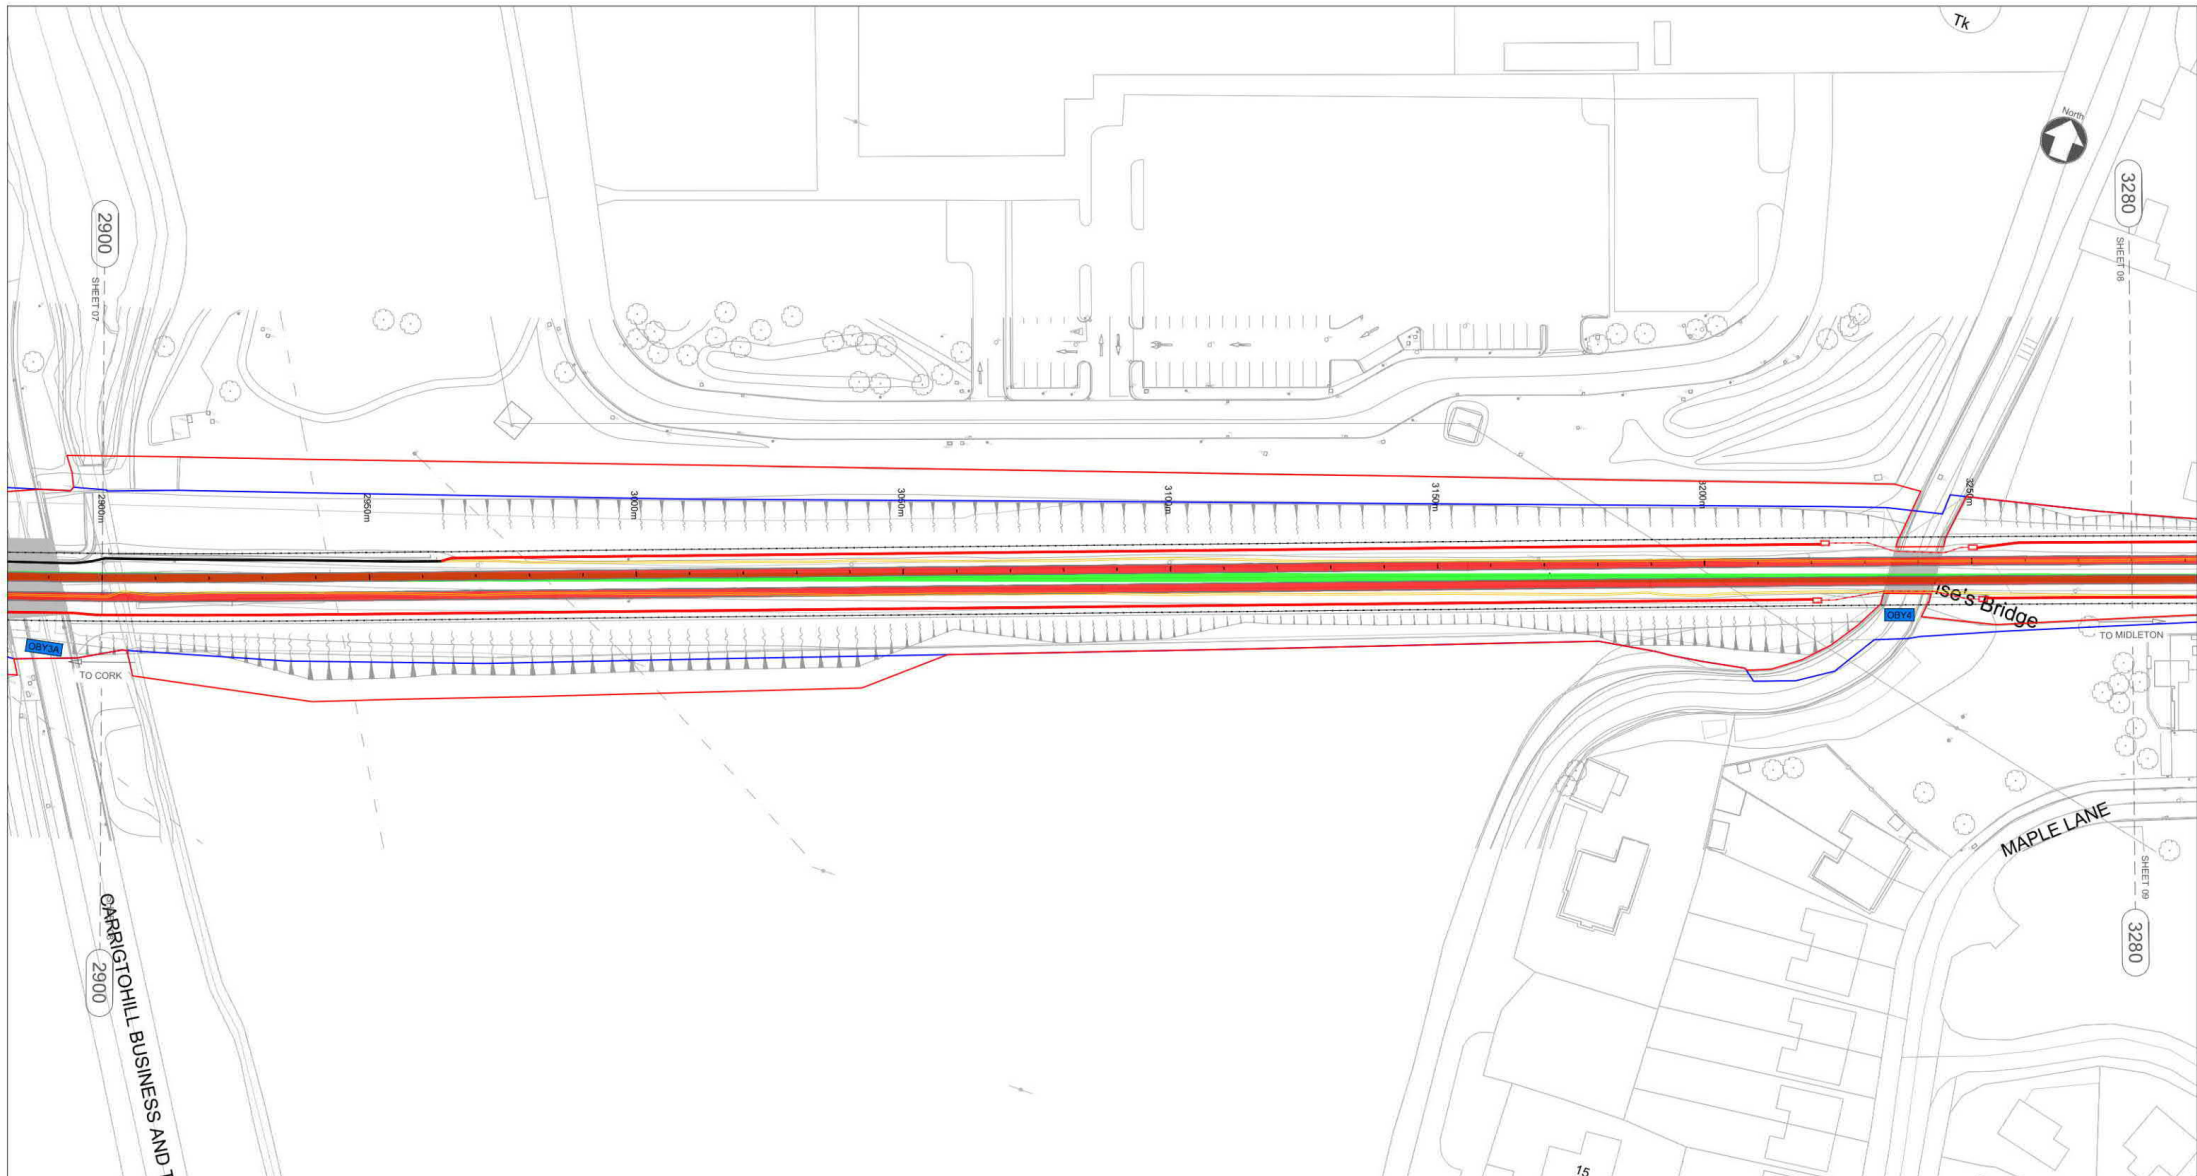 Tk
North
2900
3280
SHEET 07
SHEET 08
2900m
2950m
3000m
3050m
3100m
3150m
3200m
3250m
OBY3A
OBY4
ise's Bridge
TO CORK
TO MIDLETON
MAPLE LANE
SHEET 09
2900
3280
CARRIGTOHILL BUSINESS AND T
15